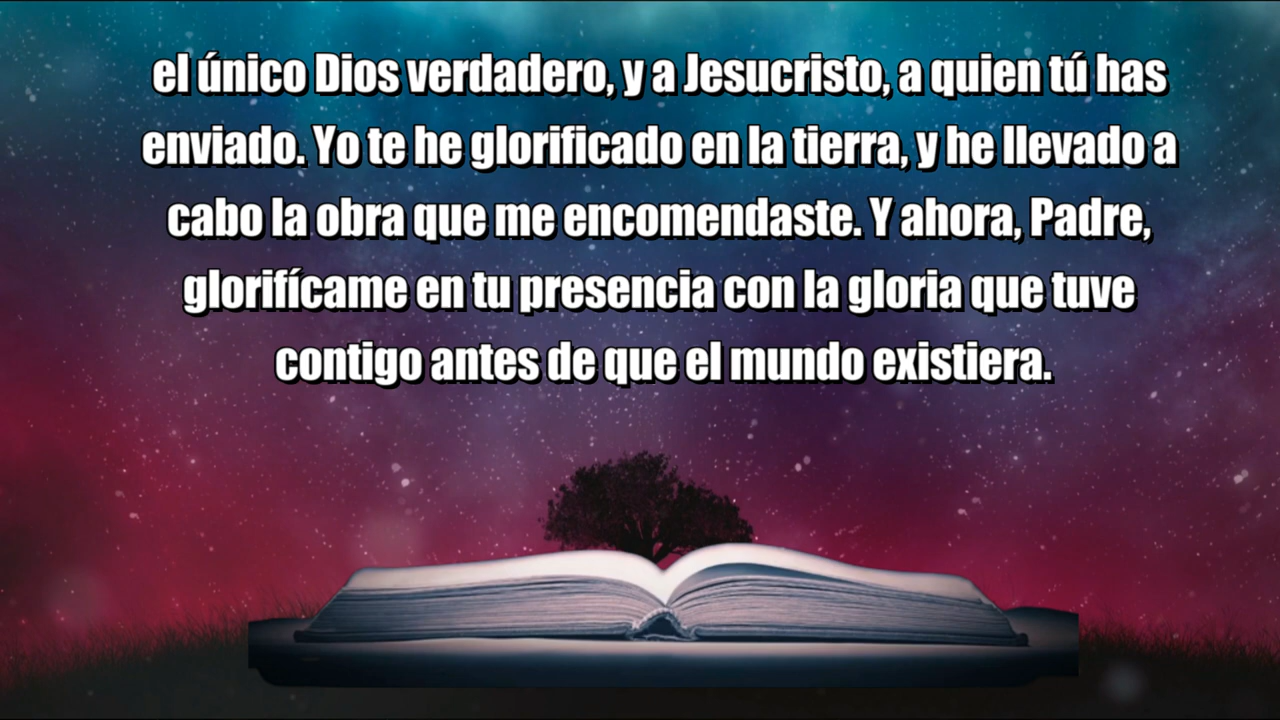 el único Dios verdadero, y a Jesucristo, a quien tú has
enviado. Yo te he glorificado en la tierra, y he llevado a
cabo la obra que me encomendaste. Y ahora, Padre,
glorifícame en tu presencia con la gloria que tuve
contigo antes de que el mundo existiera.